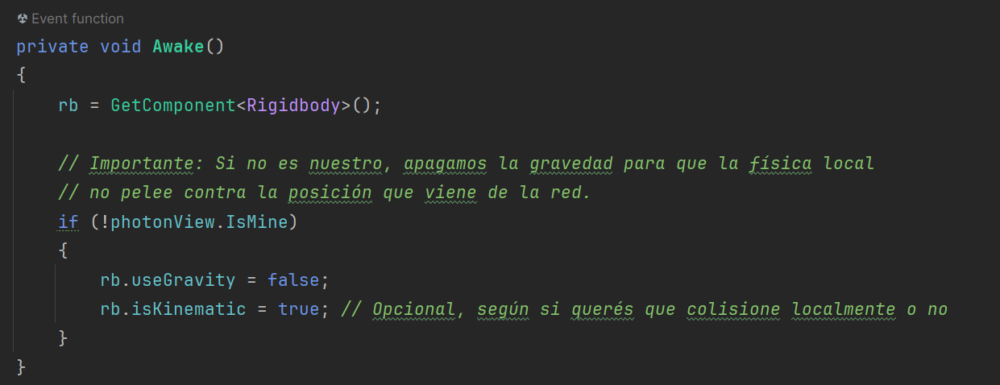 Event function
private void Awake()
{
rb = GetComponent<Rigidbody>();
// Importante: Si no es nuestro, apagamos la gravedad para que la física local
// no pelee contra la posición que viene de la red.
if (!photonView.IsMine)
{
rb.useGravity = false;
rb.isKinematic = true; // Opcional, según si querés que colisione localmente o no
}
}